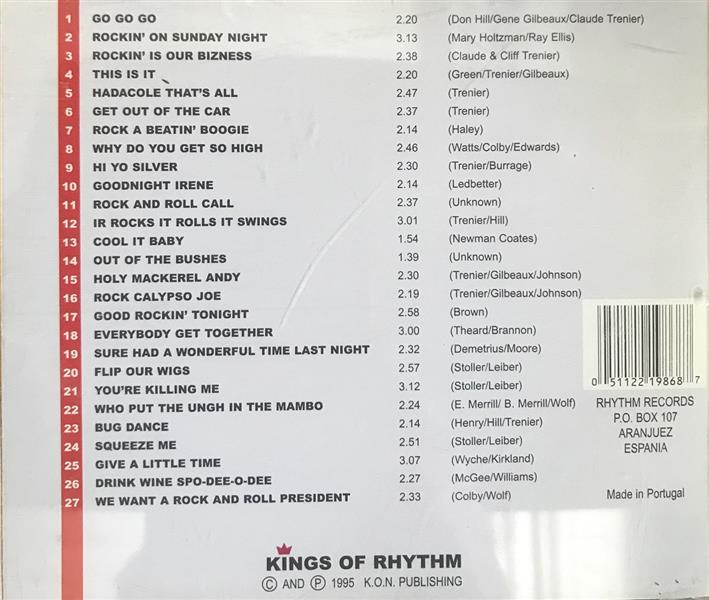 1 GO GO GO 2.20 (Don Hill/Gene Gilbeaux/Claude Trenier)
2 ROCKIN' ON SUNDAY NIGHT 3.13 (Mary Holtzman/Ray Ellis)
3 ROCKIN' IS OUR BIZNESS 2.38 (Claude & Cliff Trenier)
4 THIS IS IT 2.20 (Green/Trenier/Gilbeaux)
5 HADACOLE THAT'S ALL 2.47 (Trenier)
6 GET OUT OF THE CAR 2.37 (Trenier)
7 ROCK A BEATIN' BOOGIE 2.14 (Haley)
8 WHY DO YOU GET SO HIGH 2.46 (Watts/Colby/Edwards)
9 HI YO SILVER 2.30 (Trenier/Burrage)
10 GOODNIGHT IRENE 2.14 (Ledbetter)
11 ROCK AND ROLL CALL 2.37 (Unknown)
12 IR ROCKS IT ROLLS IT SWINGS 3.01 (Trenier/Hill)
13 COOL IT BABY 1.54 (Newman Coates)
14 OUT OF THE BUSHES 1.39 (Unknown)
15 HOLY MACKEREL ANDY 2.30 (Trenier/Gilbeaux/Johnson)
16 ROCK CALYPSO JOE 2.19 (Trenier/Gilbeaux/Johnson)
17 GOOD ROCKIN' TONIGHT 2.58 (Brown)
18 EVERYBODY GET TOGETHER 3.00 (Theard/Brannon)
19 SURE HAD A WONDERFUL TIME LAST NIGHT 2.32 (Demetrius/Moore)
20 FLIP OUR WIGS 2.57 (Stoller/Leiber)
21 YOU'RE KILLING ME 3.12 (Stoller/Leiber)
22 WHO PUT THE UNGH IN THE MAMBO 2.24 (E. Merrill/ B. Merrill/Wolf)
23 BUG DANCE 2.14 (Henry/Hill/Trenier)
24 SQUEEZE ME 2.51 (Stoller/Leiber)
25 GIVE A LITTLE TIME 3.07 (Wyche/Kirkland)
26 DRINK WINE SPO-DEE-O-DEE 2.27 (McGee/Williams)
27 WE WANT A ROCK AND ROLL PRESIDENT 2.33 (Colby/Wolf)
0 51122 19868 7
RHYTHM RECORDS
P.O. BOX 107
ARANJUEZ
ESPANIA
Made in Portugal
KINGS OF RHYTHM
© AND ℗ 1995 K.O.N. PUBLISHING